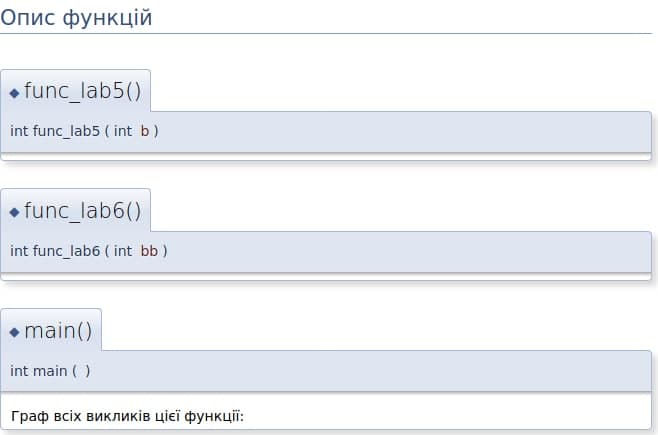 Опис функцій
◆ func_lab5()
int func_lab5 ( int b )
◆ func_lab6()
int func_lab6 ( int bb )
◆ main()
int main ( )
Граф всіх викликів цієї функції: